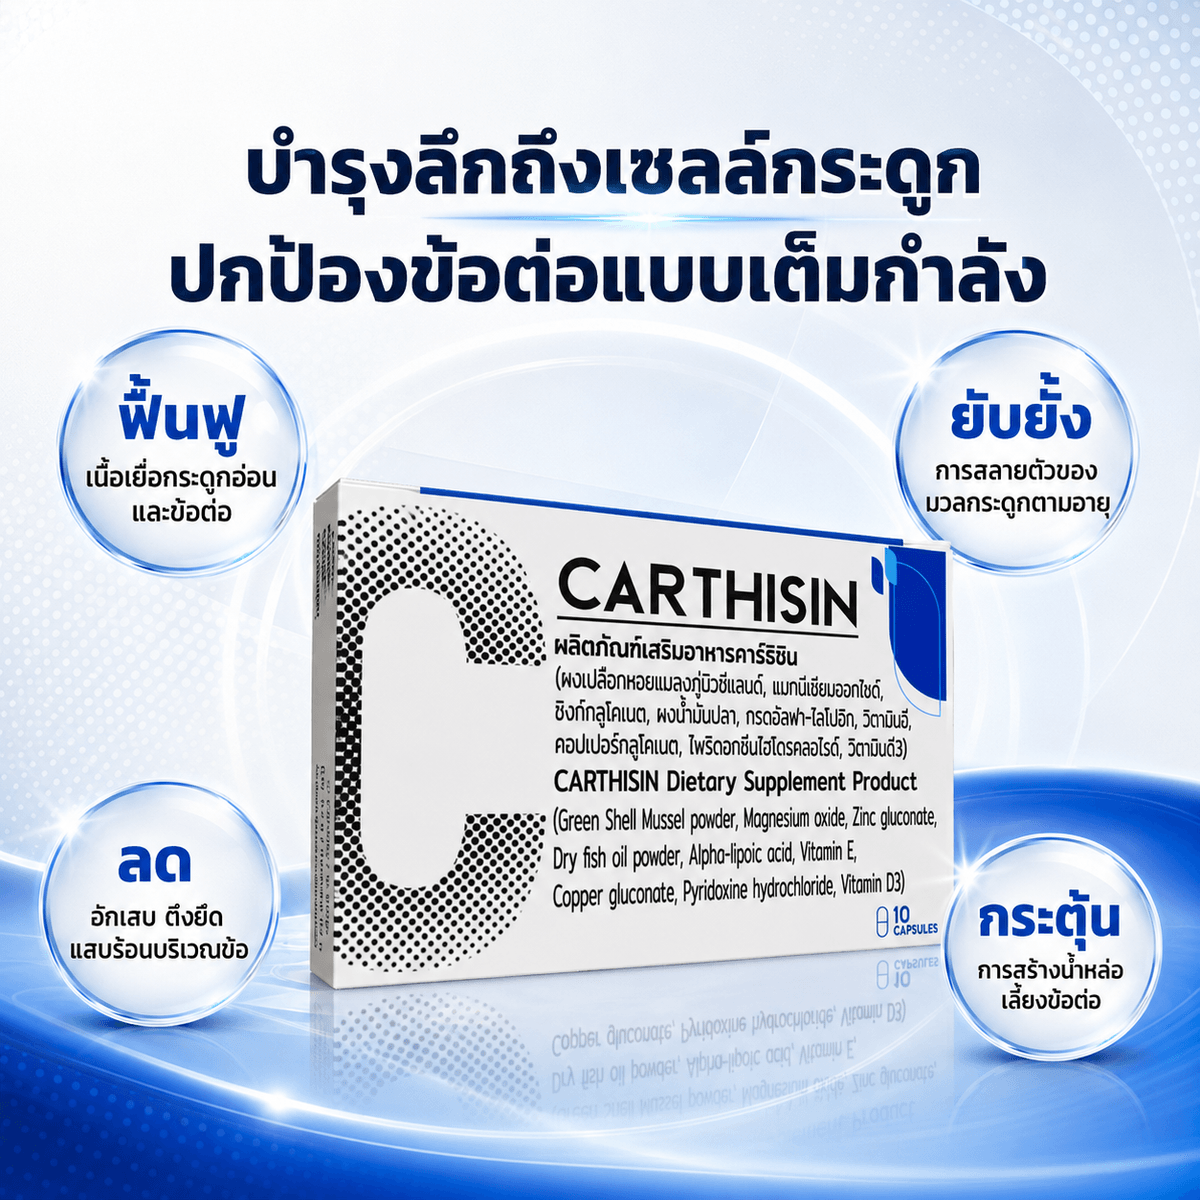 บำรุงลึกถึงเซลล์กระดูก
ปกป้องข้อต่อแบบเต็มกำลัง
ฟื้นฟู
เนื้อเยื่อกระดูกอ่อน
และข้อต่อ
ยับยั้ง
การสลายตัวของ
มวลกระดูกตามอายุ
CARTHISIN
ผลิตภัณฑ์เสริมอาหารคาร์ธิซิน
(ผงเปลือกหอยแมลงภู่นิวซีแลนด์, แมกนีเซียมออกไซด์,
ซิงก์กลูโคเนต, ผงน้ำมันปลา, กรดอัลฟา-ไลโปอิก, วิตามินอี,
คอปเปอร์กลูโคเนต, ไพริดอกซีนไฮโดรคลอไรด์, วิตามินดี3)
CARTHISIN Dietary Supplement Product
(Green Shell Mussel powder, Magnesium oxide, Zinc gluconate,
Dry fish oil powder, Alpha-lipoic acid, Vitamin E,
Copper gluconate, Pyridoxine hydrochloride, Vitamin D3)
10
CAPSULES
ลด
อักเสบ ตึงยึด
แสบร้อนบริเวณข้อ
กระตุ้น
การสร้างน้ำหล่อ
เลี้ยงข้อต่อ